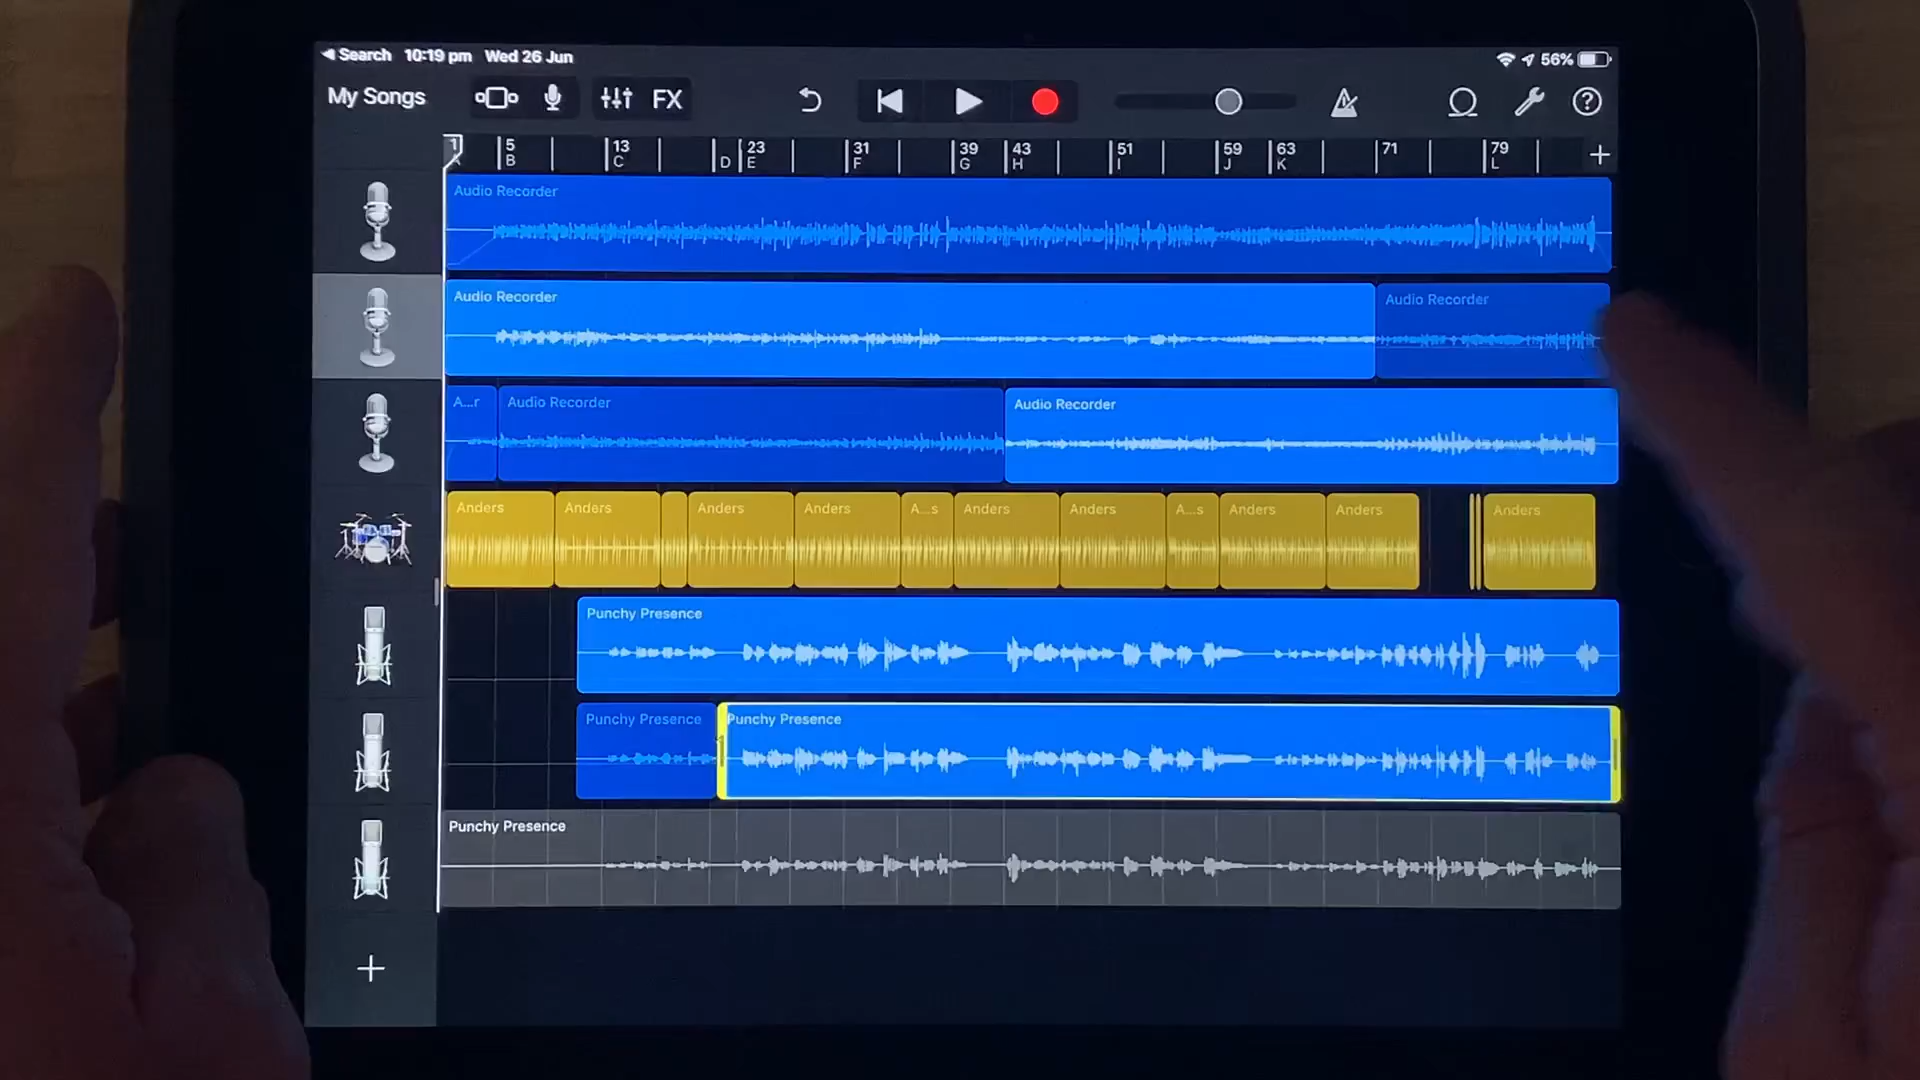 Search 10:19 pm Wed 26 Jun 56%
My Songs FX
1 5 13 23 31 39 43 51 59 63 71 79
A B C D E F G H I J K L
Audio Recorder
Audio Recorder Audio Recorder
A...r Audio Recorder Audio Recorder
Anders Anders Anders Anders A...s Anders Anders A...s Anders Anders Anders
Punchy Presence
Punchy Presence Punchy Presence
Punchy Presence